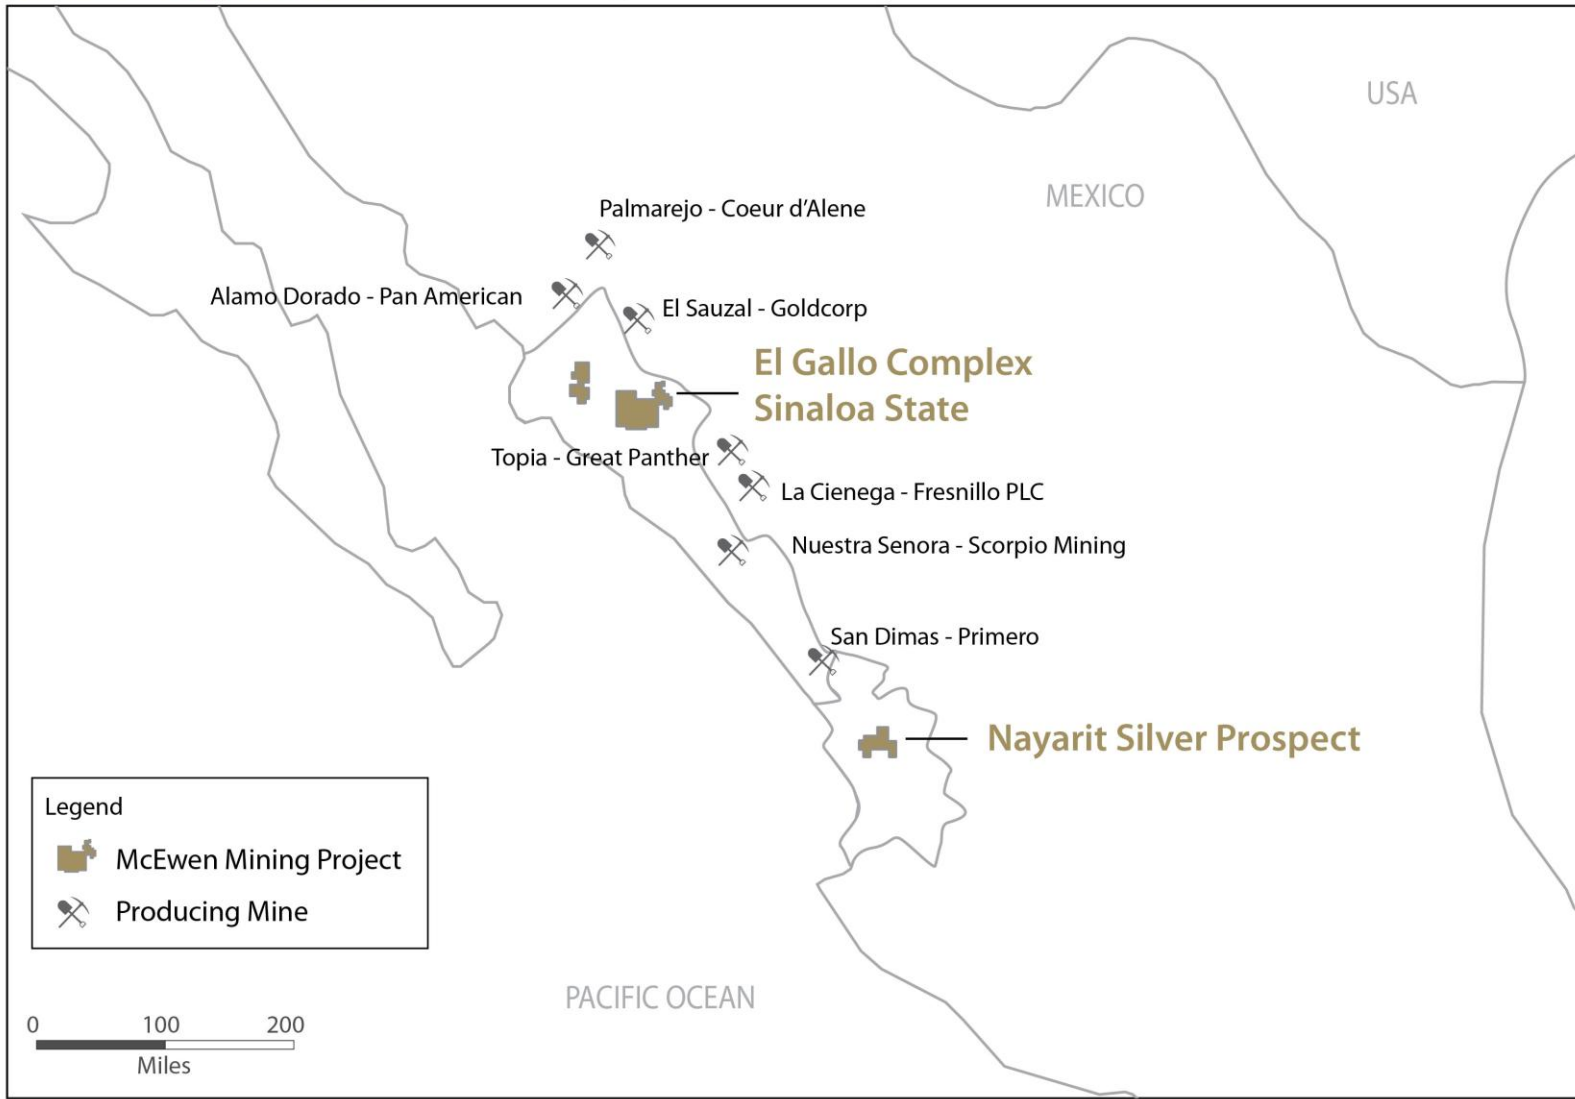 USA
MEXICO
Palmarejo - Coeur d'Alene
Alamo Dorado - Pan American
El Sauzal - Goldcorp
El Gallo Complex
Sinaloa State
Topia - Great Panther
La Cienega - Fresnillo PLC
Nuestra Senora - Scorpio Mining
San Dimas - Primero
Nayarit Silver Prospect
Legend
McEwen Mining Project
Producing Mine
PACIFIC OCEAN
0 100 200
Miles